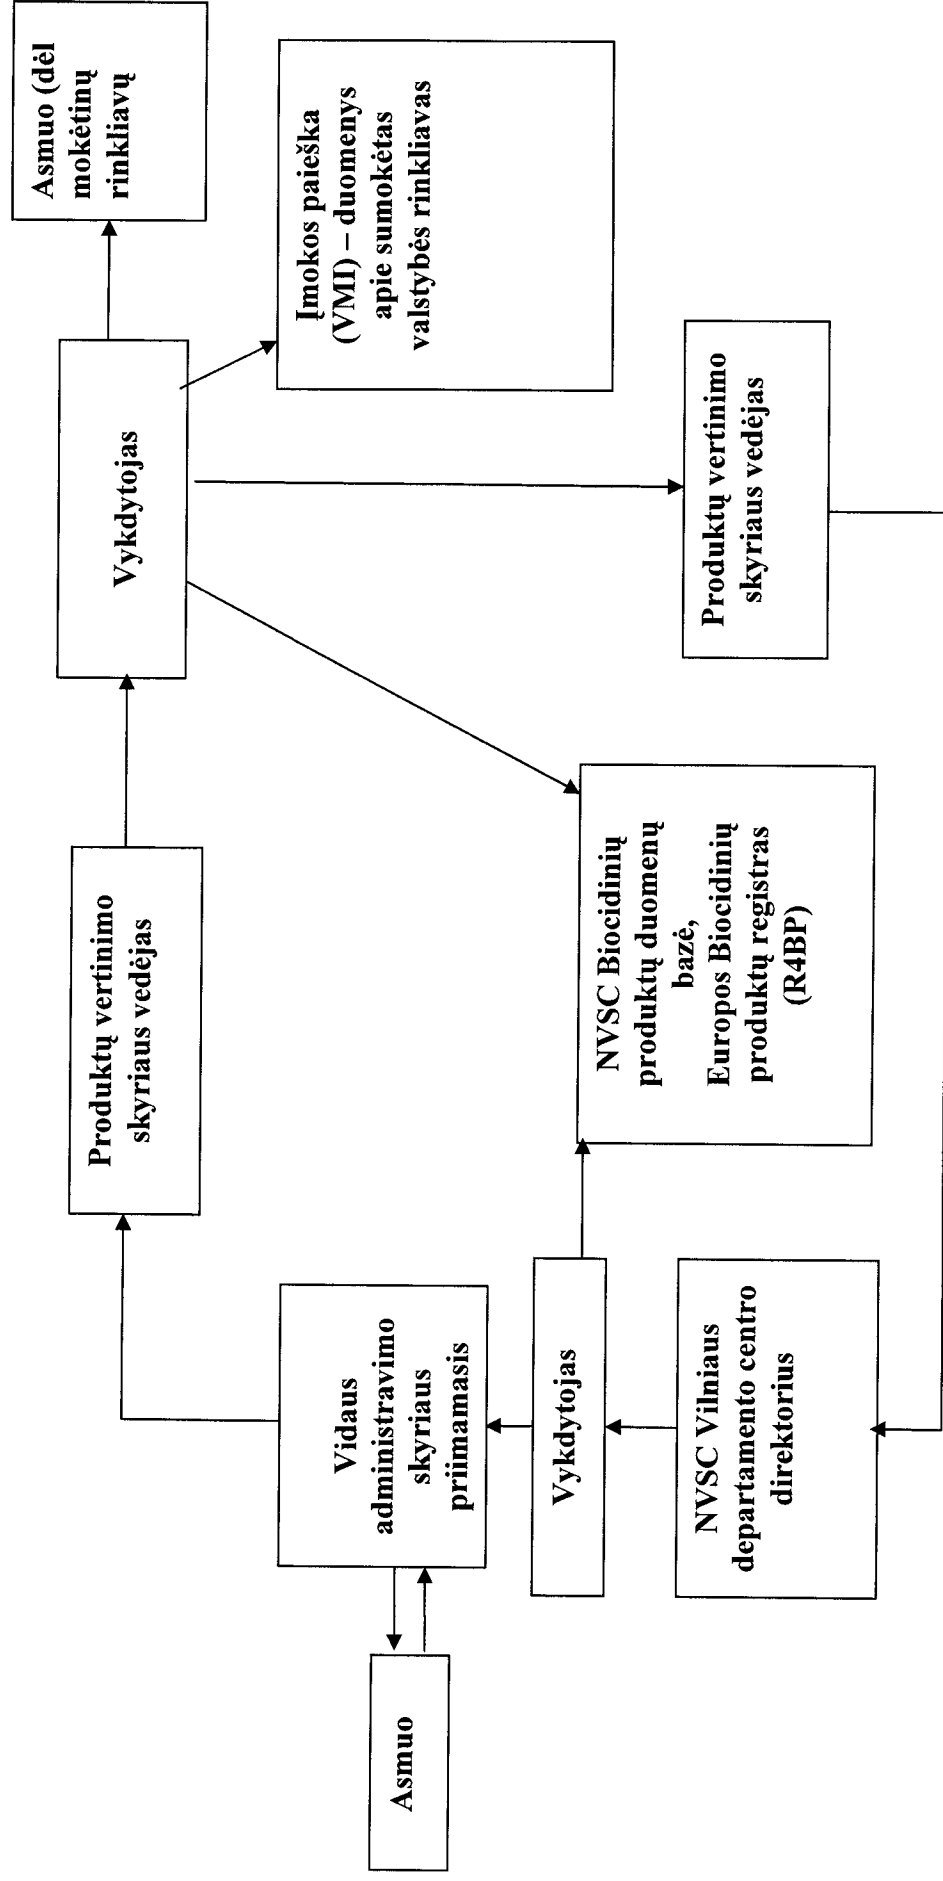 Asmuo
Vidaus
administravimo
skyriaus
priimamasis
Vykdytojas
NVSC Vilniaus
departamento centro
direktorius
Produktų vertinimo
skyriaus vedėjas
NVSC Biocidinių
produktų duomenų
bazė,
Europos Biocidinių
produktų registras
(R4BP)
Vykdytojas
Produktų vertinimo
skyriaus vedėjas
Įmokos paieška
(VMI) – duomenys
apie sumokėtas
valstybės rinkliavas
Asmuo (dėl
mokėtinų
rinkliavų